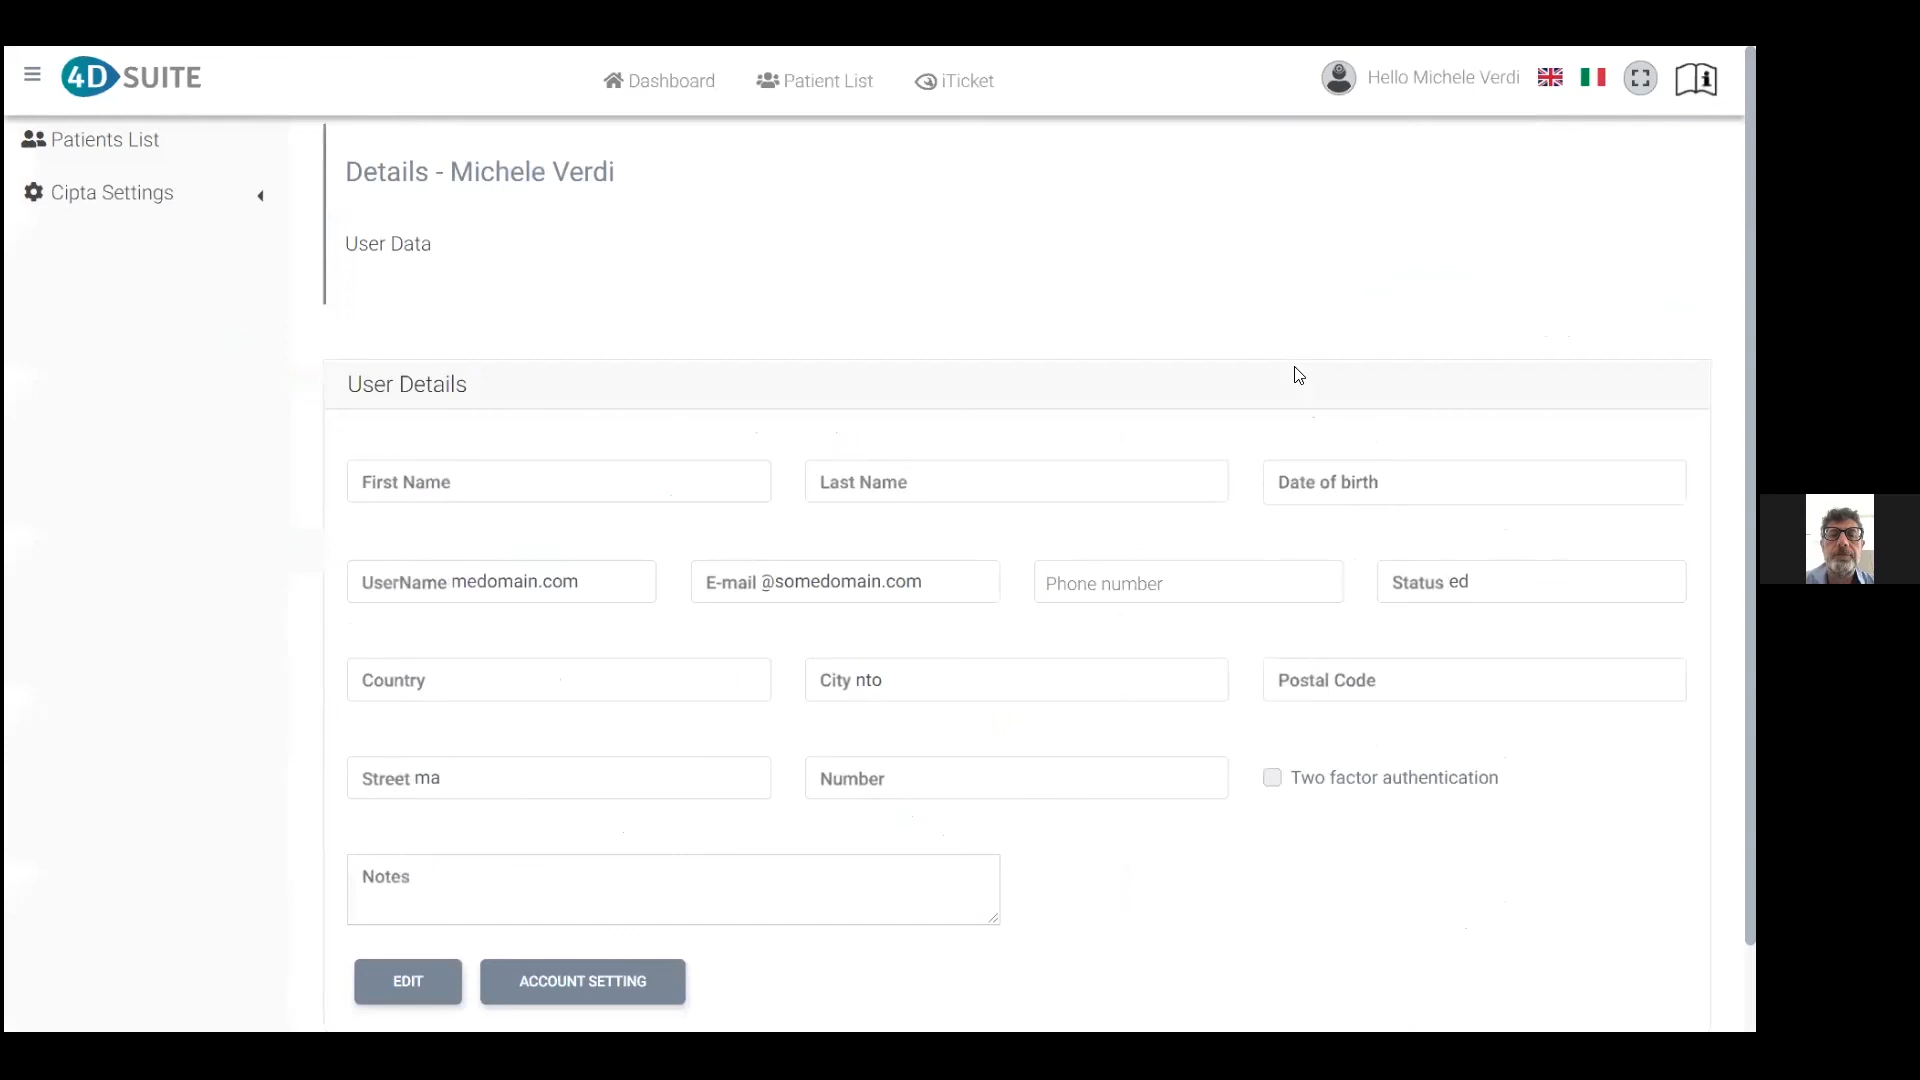 4D SUITE
Dashboard
Patient List
iTicket
Hello Michele Verdi
Patients List
Cipta Settings
Details - Michele Verdi
User Data
User Details
First Name
Last Name
Date of birth
UserName medomain.com
E-mail @somedomain.com
Phone number
Status ed
Country
City nto
Postal Code
Street ma
Number
Two factor authentication
Notes
EDIT
ACCOUNT SETTING